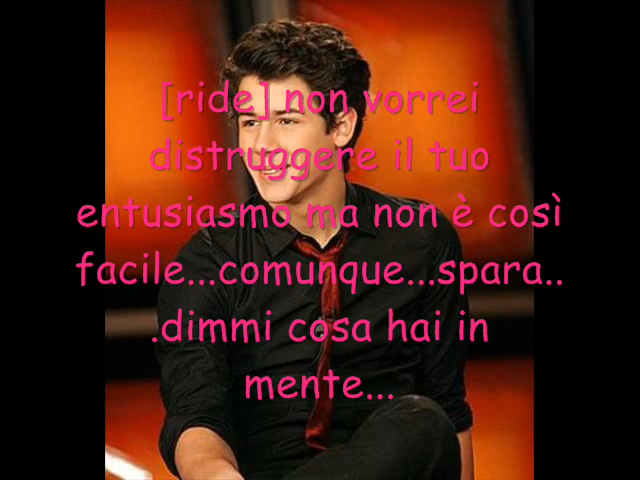 [ride] non vorrei
distruggere il tuo
entusiasmo ma non è così
facile...comunque...spara..
.dimmi cosa hai in
mente...